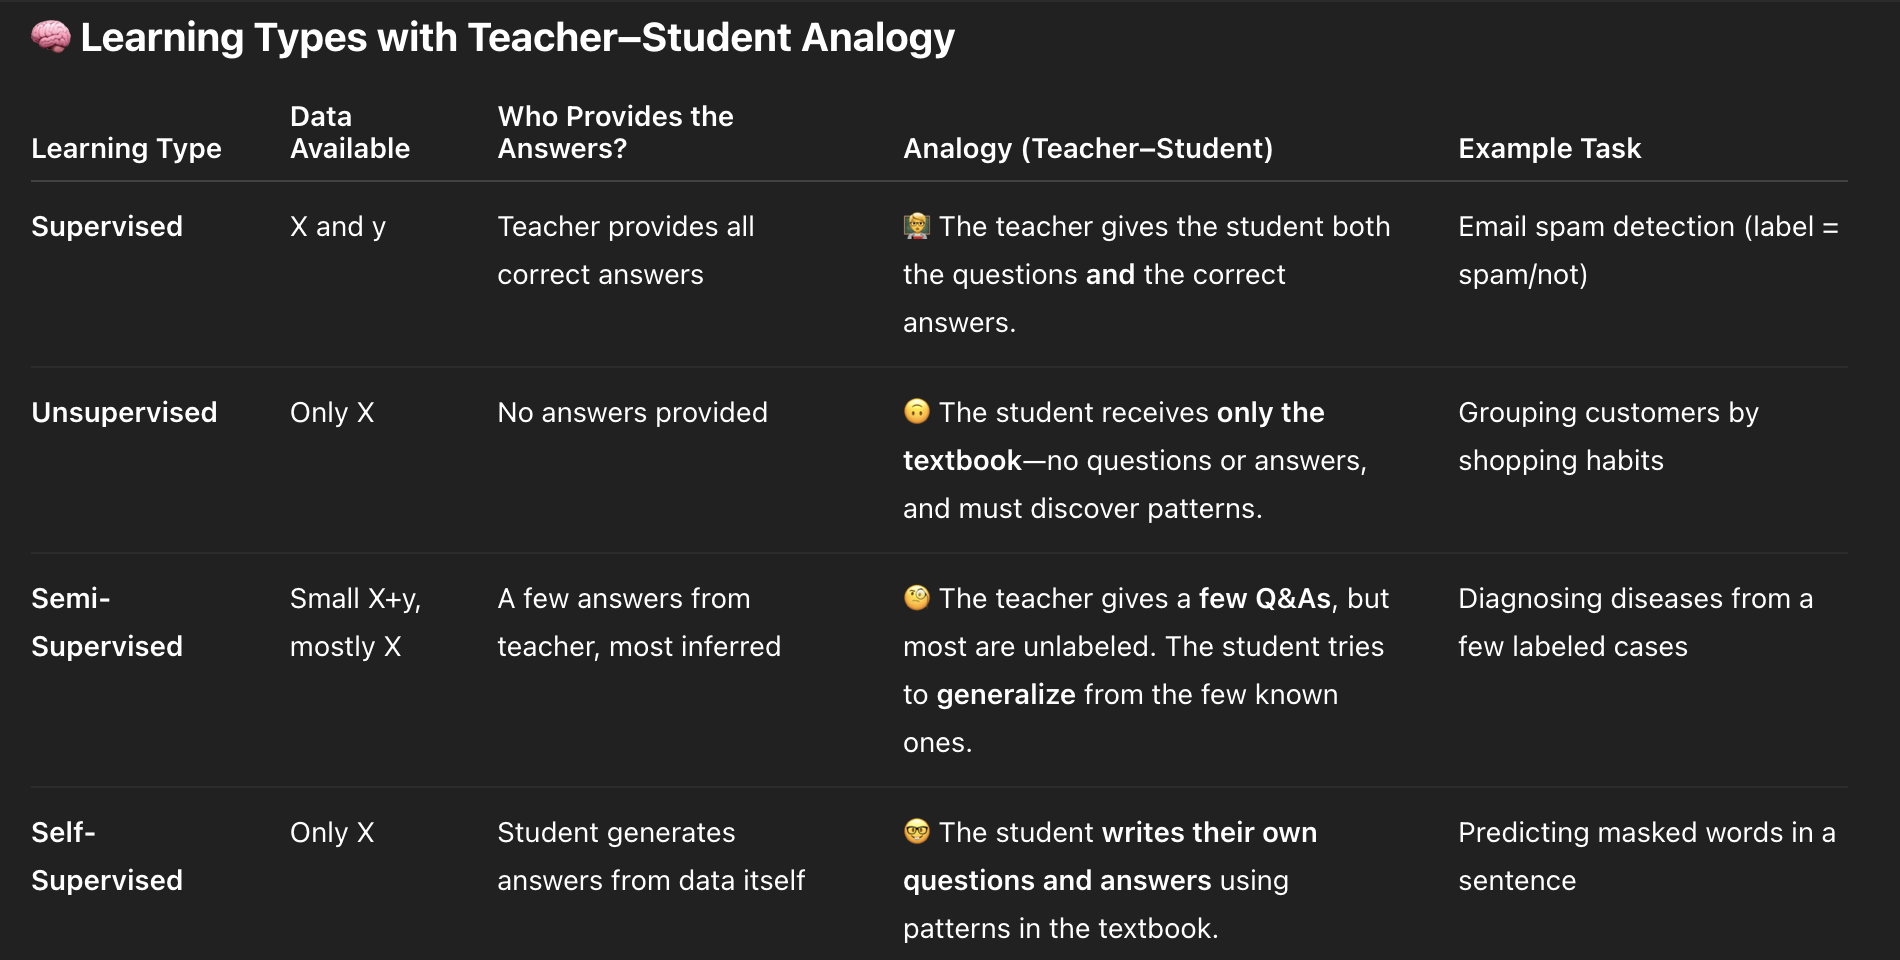 🧠 Learning Types with Teacher–Student Analogy
Learning Type
Data
Available
Who Provides the
Answers?
Analogy (Teacher–Student)
Example Task
Supervised
X and y
Teacher provides all
correct answers
👨‍🏫 The teacher gives the student both
the questions and the correct
answers.
Email spam detection (label =
spam/not)
Unsupervised
Only X
No answers provided
🙃 The student receives only the
textbook—no questions or answers,
and must discover patterns.
Grouping customers by
shopping habits
Semi-
Supervised
Small X+y,
mostly X
A few answers from
teacher, most inferred
🧐 The teacher gives a few Q&As, but
most are unlabeled. The student tries
to generalize from the few known
ones.
Diagnosing diseases from a
few labeled cases
Self-
Supervised
Only X
Student generates
answers from data itself
🤓 The student writes their own
questions and answers using
patterns in the textbook.
Predicting masked words in a
sentence